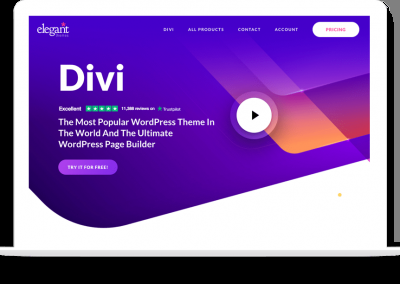 elegant
themes
DIVI ALL PRODUCTS CONTACT ACCOUNT PRICING
Divi
Excellent 11,396 reviews on Trustpilot
The Most Popular WordPress Theme In
The World And The Ultimate
WordPress Page Builder
TRY IT FOR FREE!